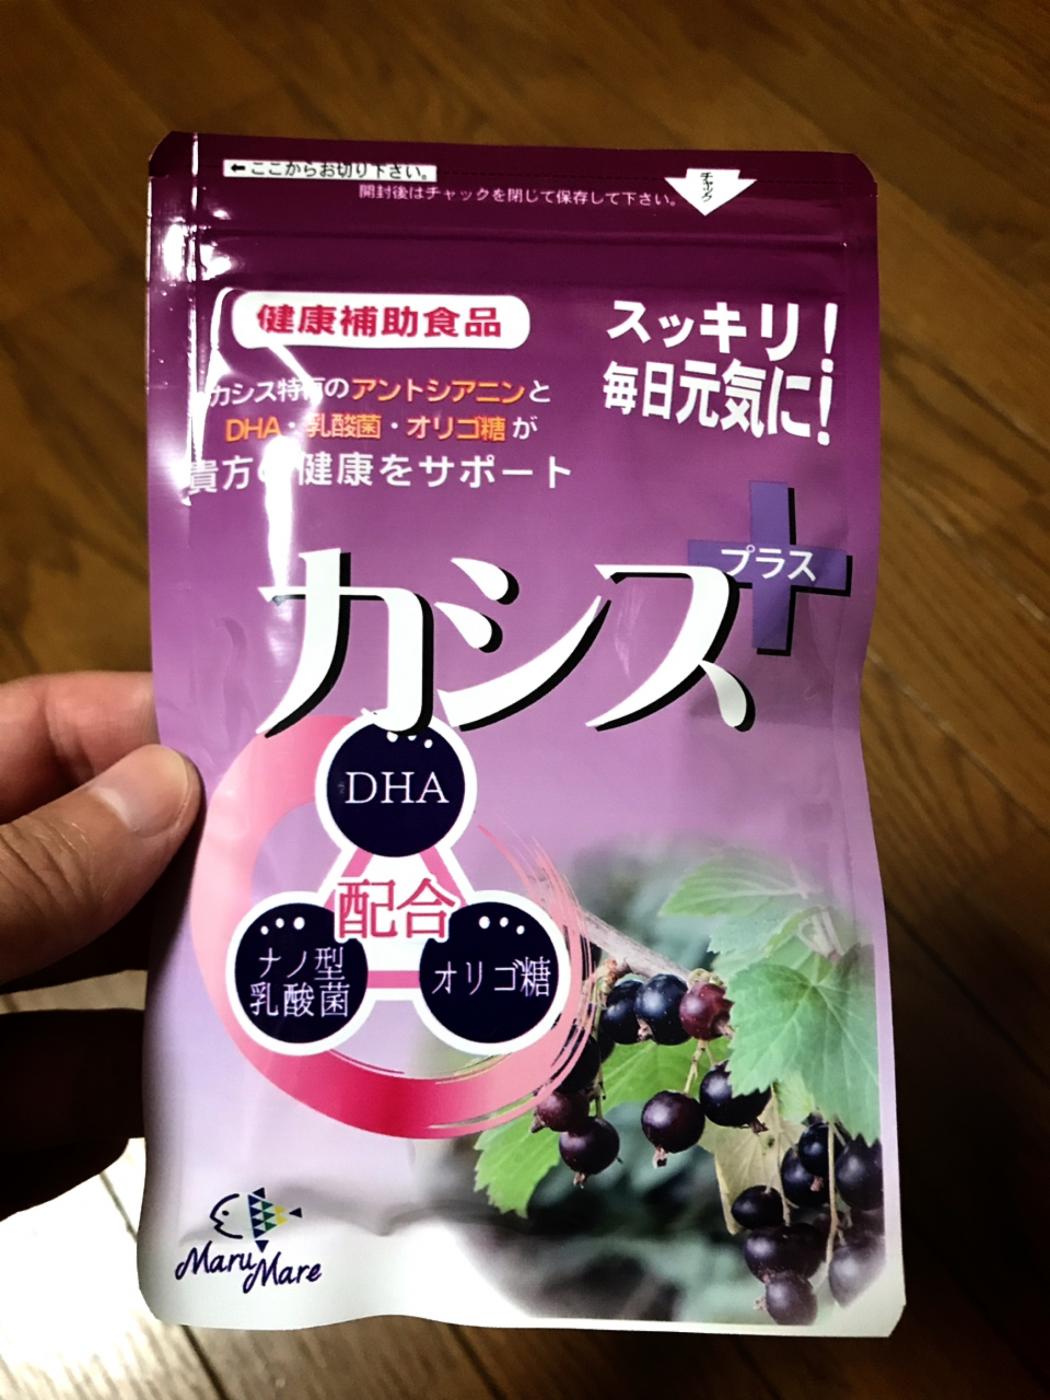 ← ここからお切り下さい。
開封後はチャックを閉じて保存して下さい。
チャック
健康補助食品
スッキリ!
毎日元気に!
カシス特有のアントシアニンと
DHA・乳酸菌・オリゴ糖が
貴方の健康をサポート
カシス
プラス
DHA
配合
ナノ型
乳酸菌
オリゴ糖
Maru
Mare